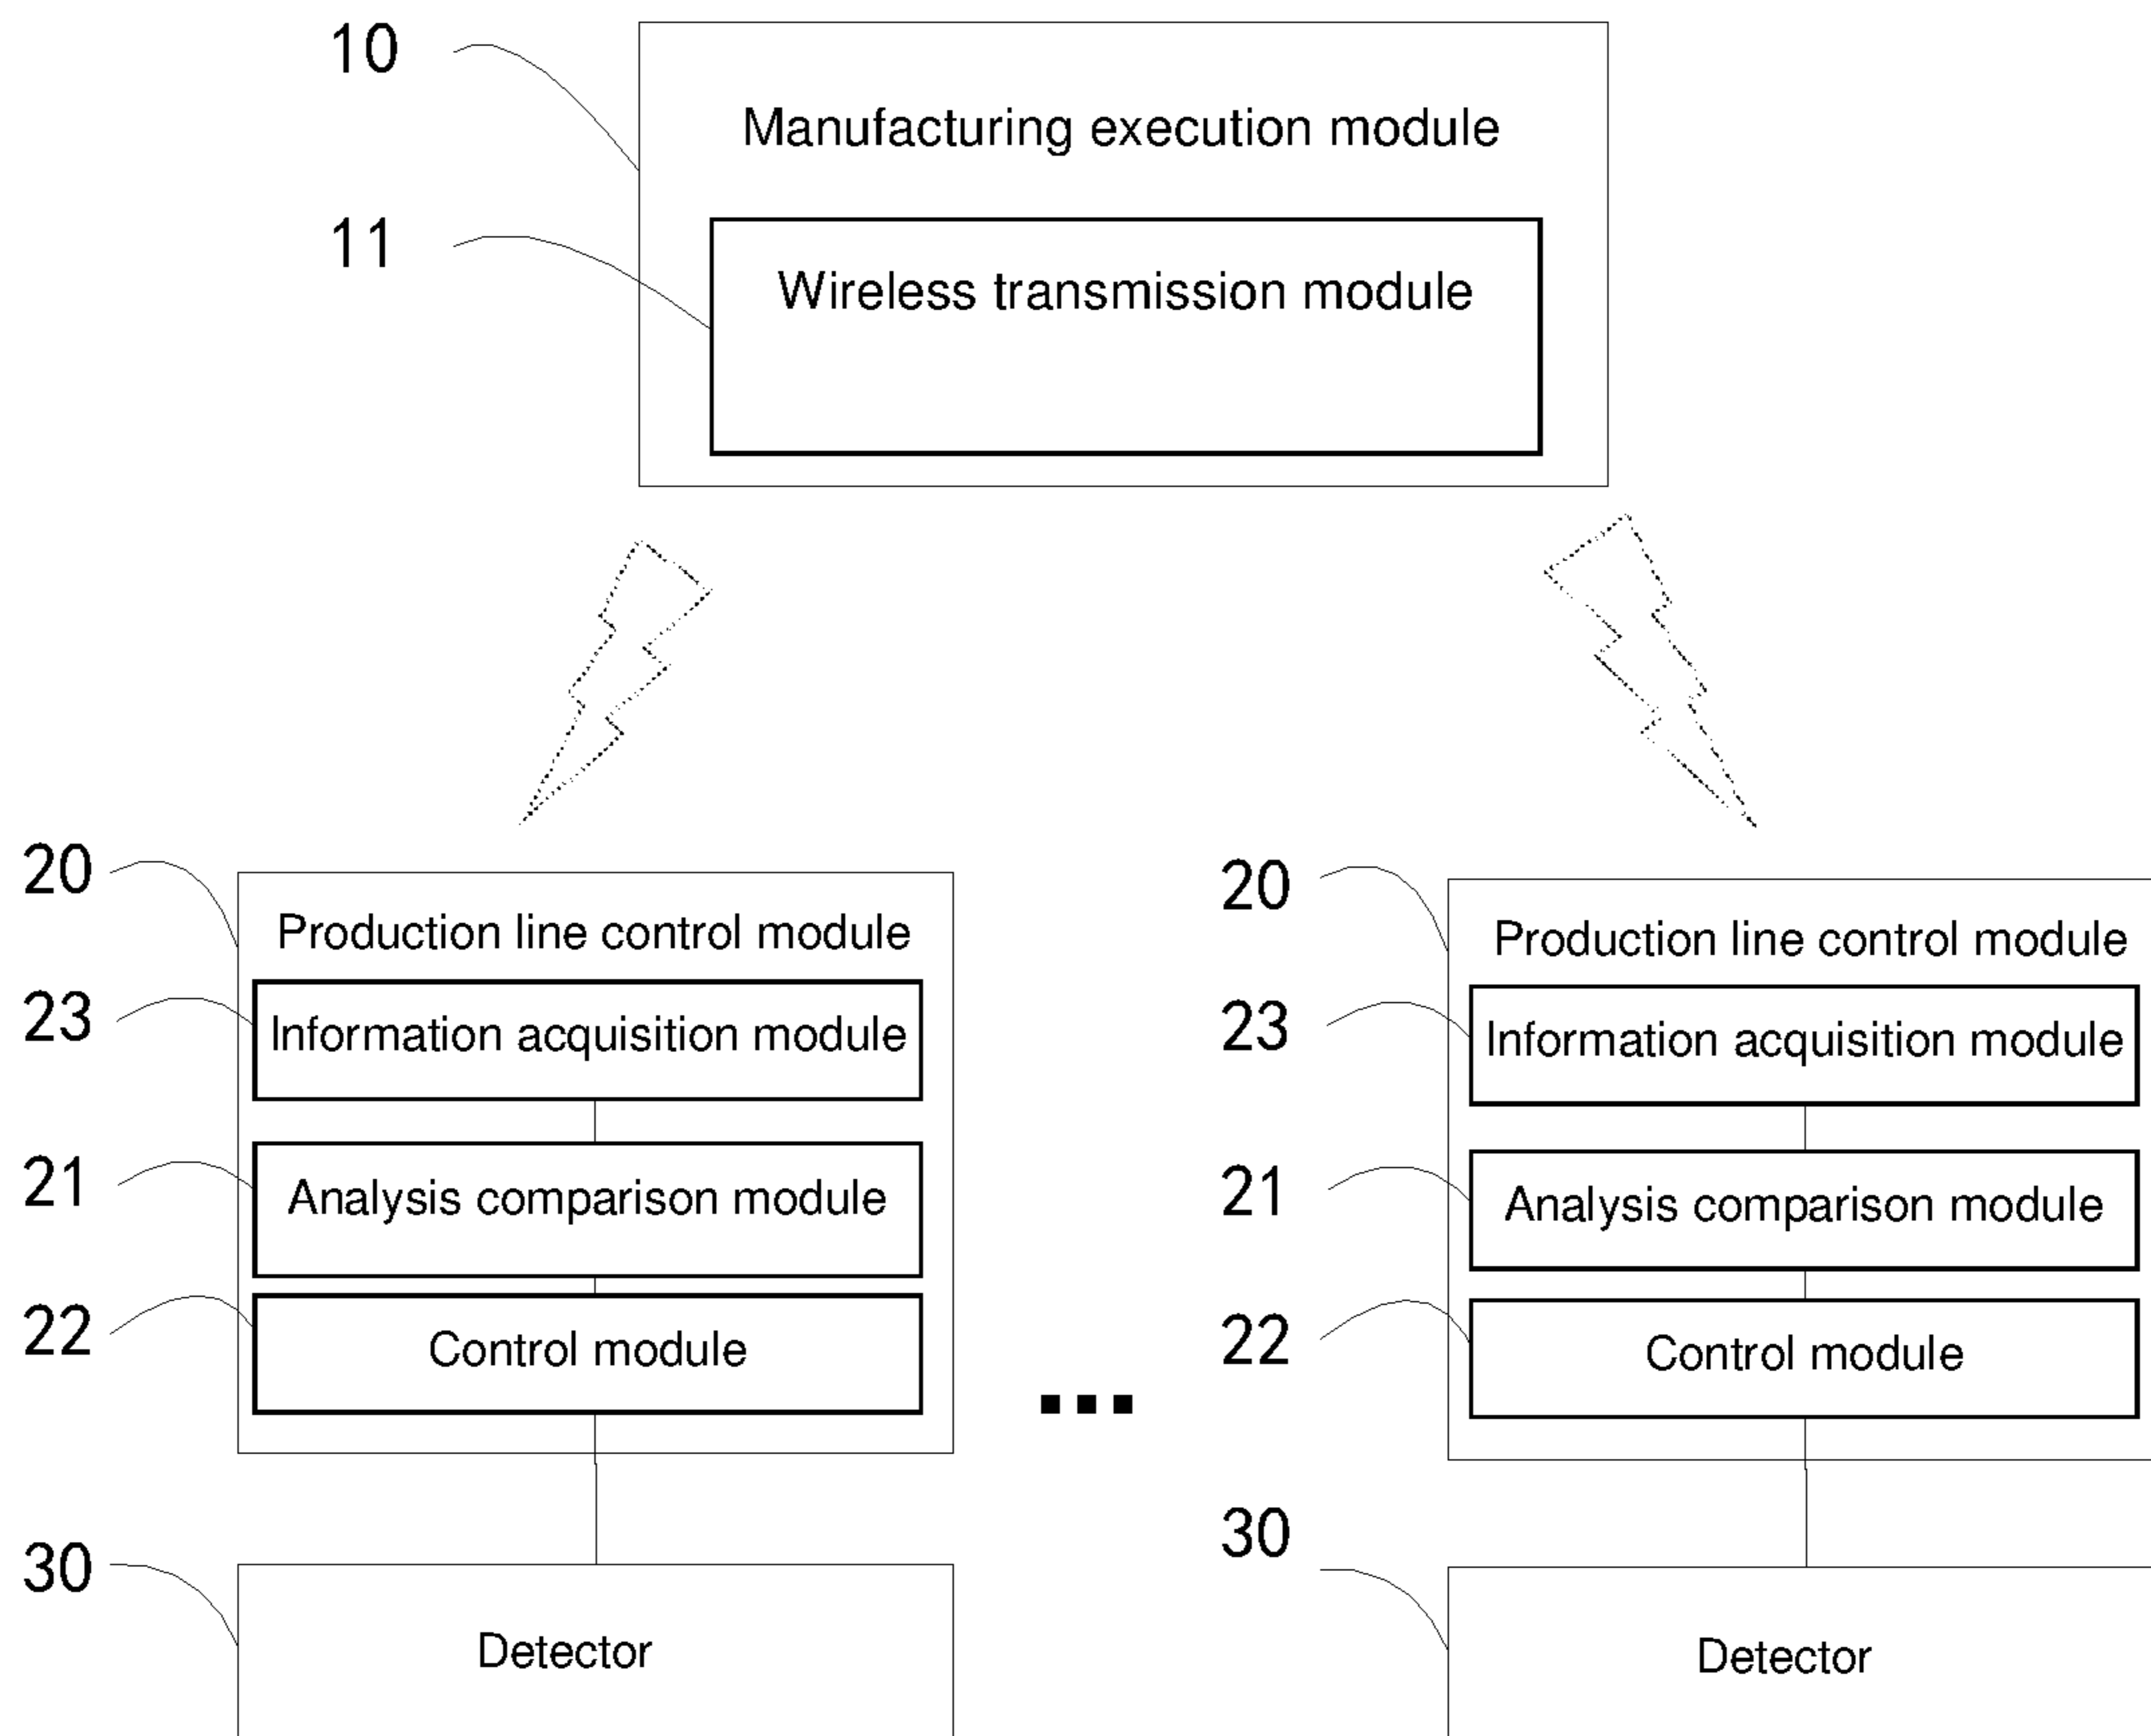 10
Manufacturing execution module
11
Wireless transmission module
20
Production line control module
23
Information acquisition module
21
Analysis comparison module
22
Control module
30
Detector
...
20
Production line control module
23
Information acquisition module
21
Analysis comparison module
22
Control module
30
Detector